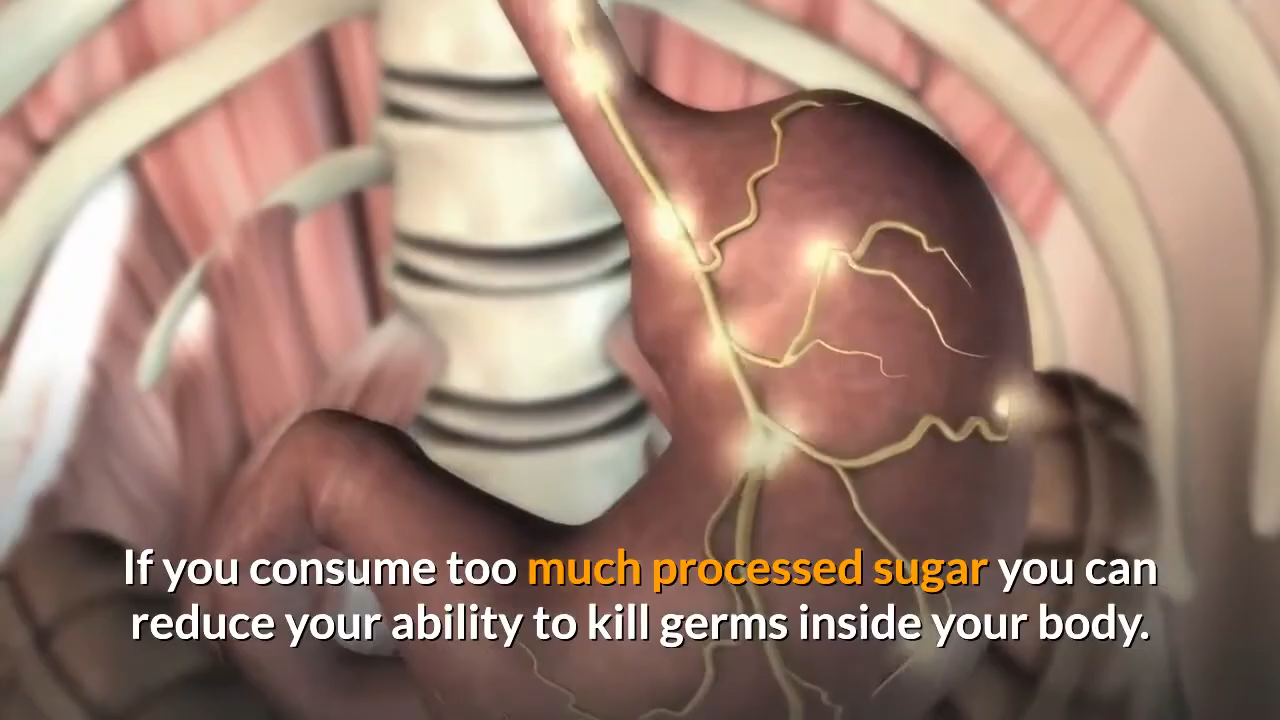 If you consume too much processed sugar you can
reduce your ability to kill germs inside your body.